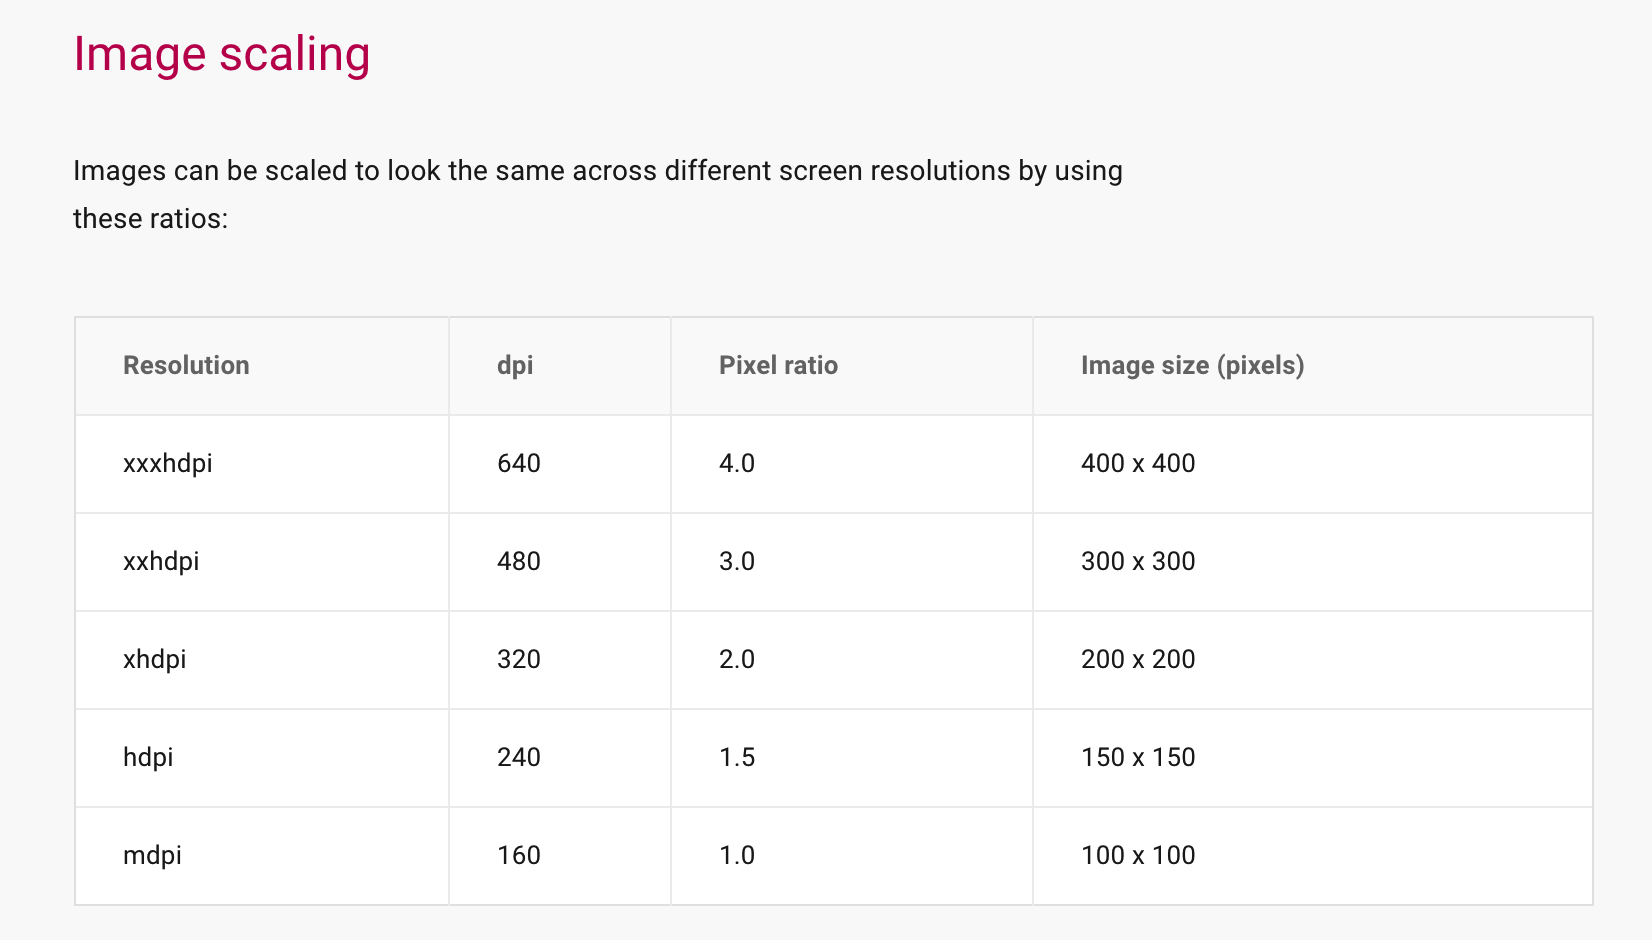 Image scaling
Images can be scaled to look the same across different screen resolutions by using
these ratios:
Resolution dpi Pixel ratio Image size (pixels)
xxxhdpi 640 4.0 400 x 400
xxhdpi 480 3.0 300 x 300
xhdpi 320 2.0 200 x 200
hdpi 240 1.5 150 x 150
mdpi 160 1.0 100 x 100